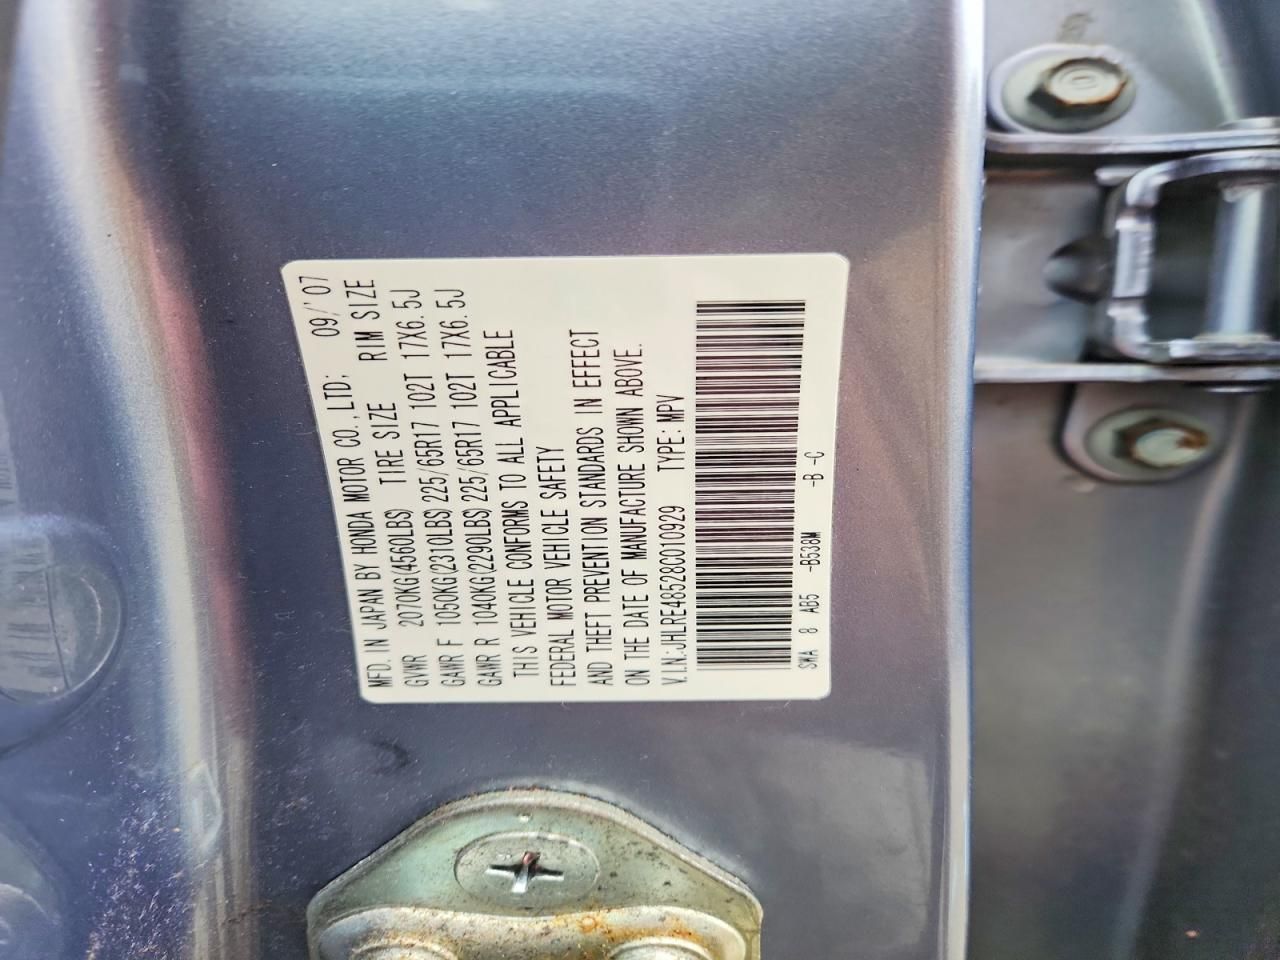 MFD. IN JAPAN BY HONDA MOTOR CO.,LTD; 09/'07
GVWR 2070KG(4560LBS) TIRE SIZE RIM SIZE
GAWR F 1050KG(2310LBS) 225/65R17 102T 17X6.5J
GAWR R 1040KG(2290LBS) 225/65R17 102T 17X6.5J
THIS VEHICLE CONFORMS TO ALL APPLICABLE
FEDERAL MOTOR VEHICLE SAFETY
AND THEFT PREVENTION STANDARDS IN EFFECT
ON THE DATE OF MANUFACTURE SHOWN ABOVE.
V.I.N.:JHLRE48528C010929 TYPE: MPV
SWA 8 AB5 -B538M -B -C